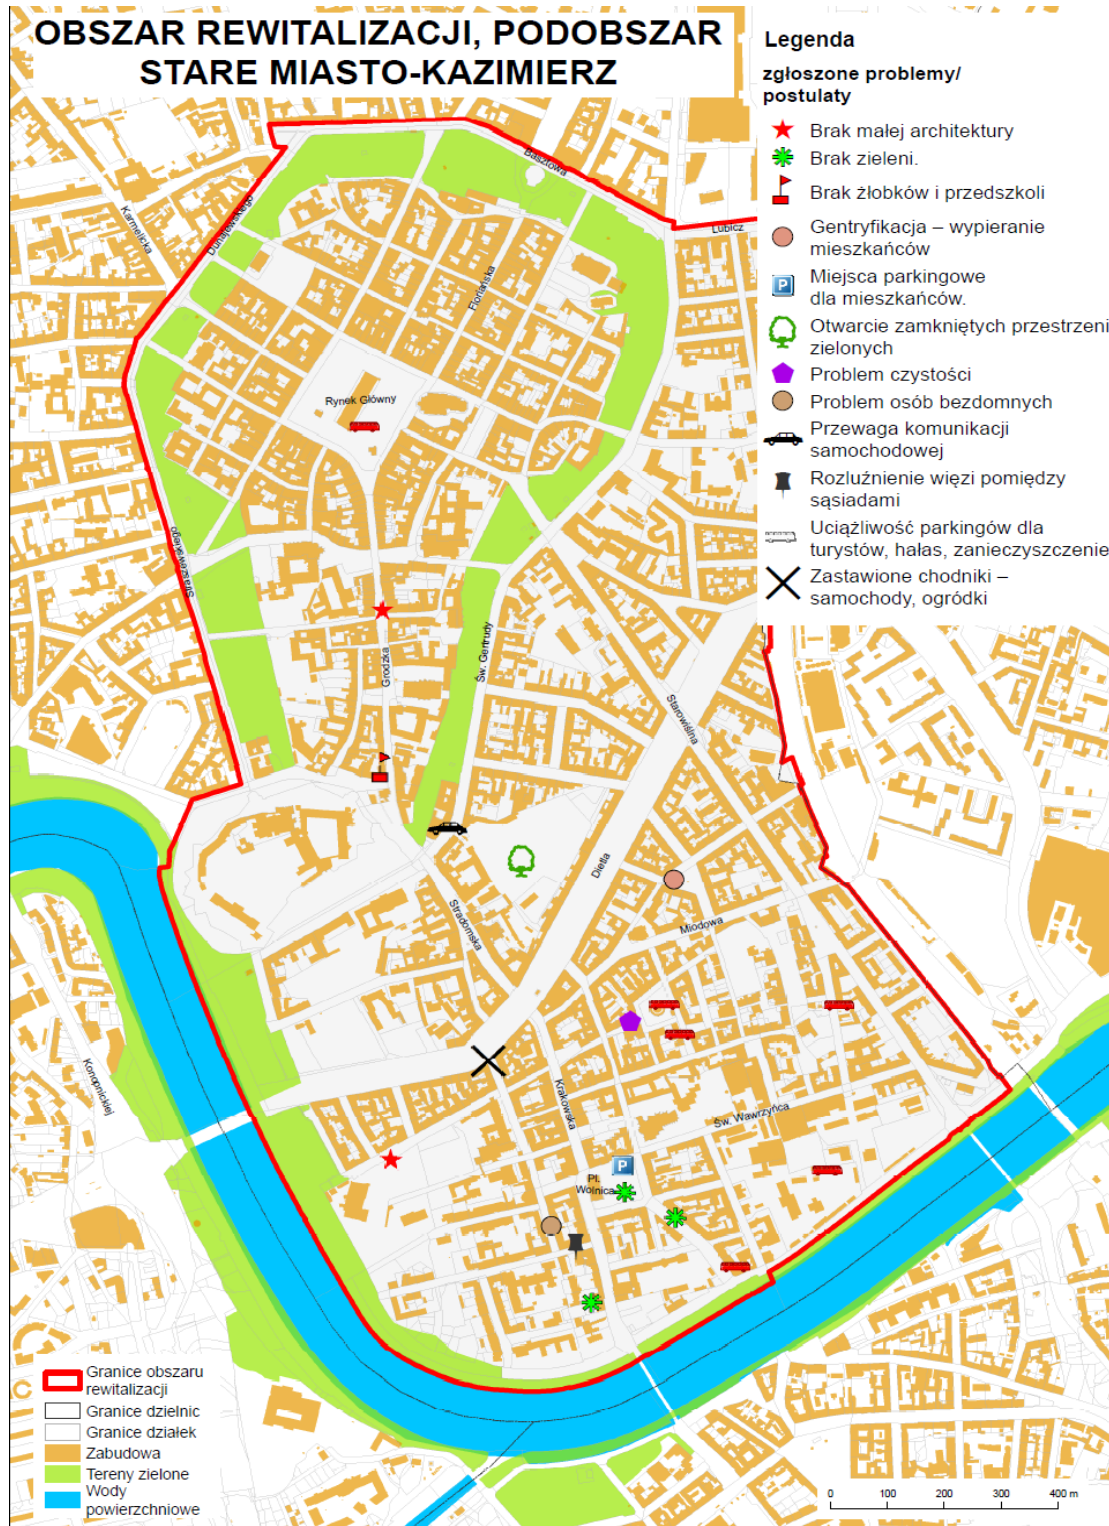 OBSZAR REWITALIZACJI, PODOBSZAR
STARE MIASTO-KAZIMIERZ
Legenda
zgłoszone problemy/
postulaty
Brak małej architektury
Brak zieleni.
Brak żłobków i przedszkoli
Gentryfikacja – wypieranie
mieszkańców
P
Miejsca parkingowe
dla mieszkańców.
Otwarcie zamkniętych przestrzeni
zielonych
Problem czystości
Problem osób bezdomnych
Przewaga komunikacji
samochodowej
Rozluźnienie więzi pomiędzy
sąsiadami
Uciążliwość parkingów dla
turystów, hałas, zanieczyszczenie
Zastawione chodniki –
samochody, ogródki
Basztowa
Lubicz
Karmelicka
Dunajewskiego
Floriańska
Rynek Główny
Straszewskiego
Grodzka
Św. Gertrudy
Starowiślna
Dietla
Stradomska
Miodowa
Konopnickiej
Krakowska
Św. Wawrzyńca
P
Pl.
Wolnica
Granice obszaru
rewitalizacji
Granice dzielnic
Granice działek
Zabudowa
Tereny zielone
Wody
powierzchniowe
0 100 200 300 400 m